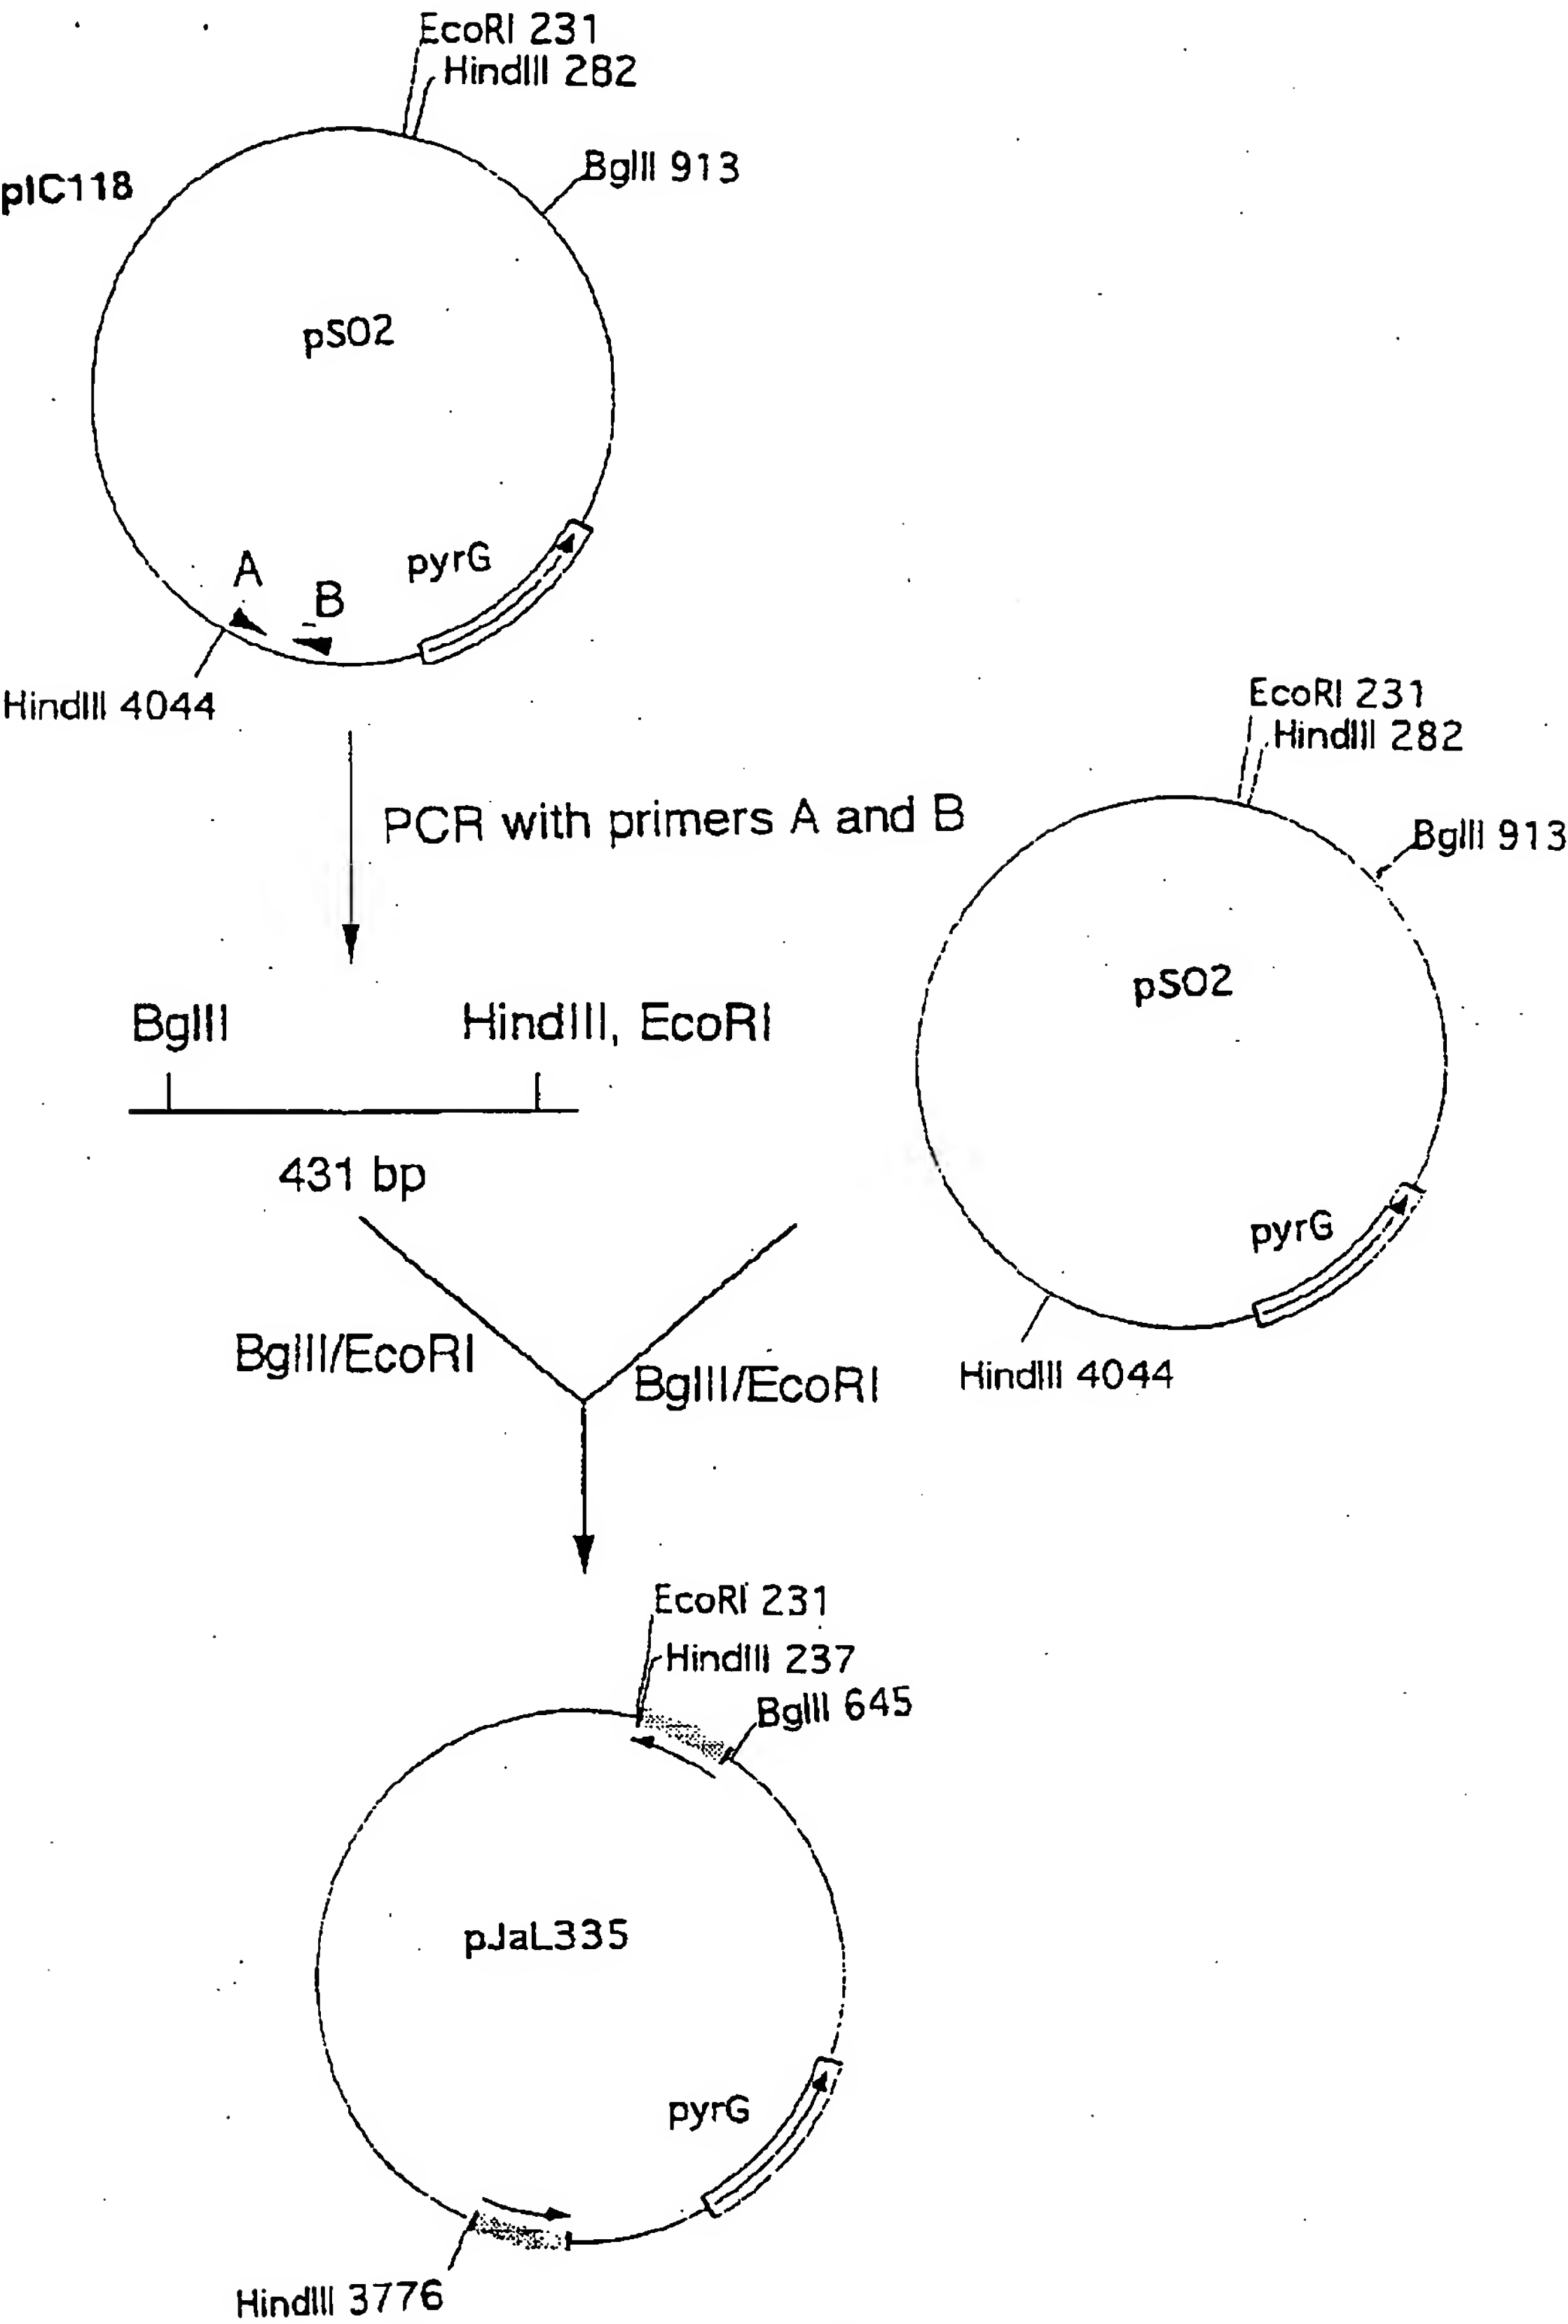 EcoRI 231
HindIII 282
BglII 913
pIC118
pSO2
pyrG
A
B
HindIII 4044
PCR with primers A and B
EcoRI 231
HindIII 282
BglII 913
pSO2
BglII
HindIII, EcoRI
431 bp
pyrG
BglII/EcoRI
BglII/EcoRI
HindIII 4044
EcoRI 231
HindIII 237
BglII 645
pJaL335
pyrG
HindIII 3776